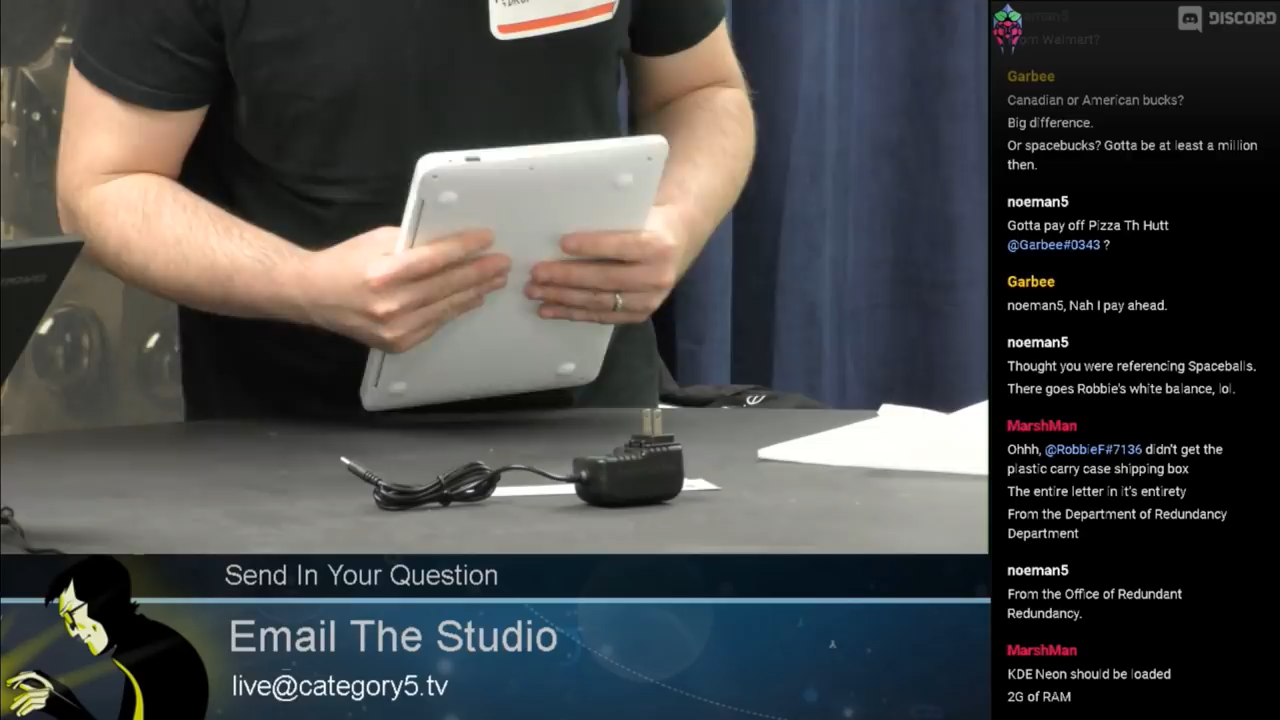 DISCORD
Walmart?
Garbee
Canadian or American bucks?
Big difference.
Or spacebucks? Gotta be at least a million
then.
noeman5
Gotta pay off Pizza Th Hutt
@Garbee#0343 ?
Garbee
noeman5, Nah I pay ahead.
noeman5
Thought you were referencing Spaceballs.
There goes Robbie's white balance, lol.
MarshMan
Ohhh, @RobbieF#7136 didn't get the
plastic carry case shipping box
The entire letter in it's entirety
From the Department of Redundancy
Department
noeman5
From the Office of Redundant
Redundancy.
MarshMan
KDE Neon should be loaded
2G of RAM
Send In Your Question
Email The Studio
live@category5.tv